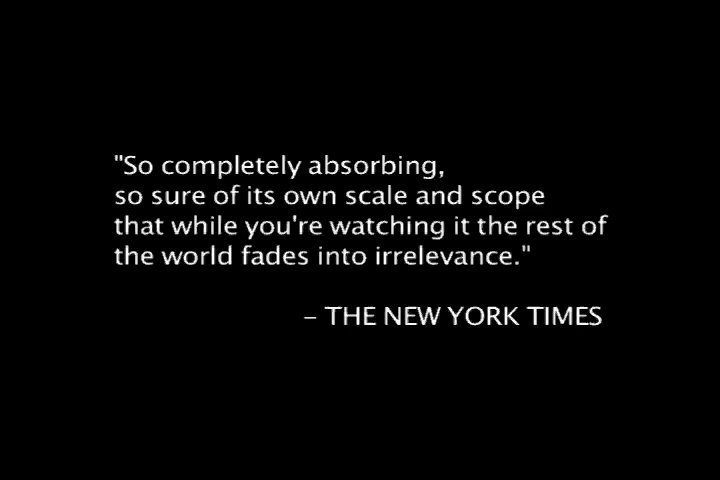 "So completely absorbing,
so sure of its own scale and scope
that while you're watching it the rest of
the world fades into irrelevance."
– THE NEW YORK TIMES